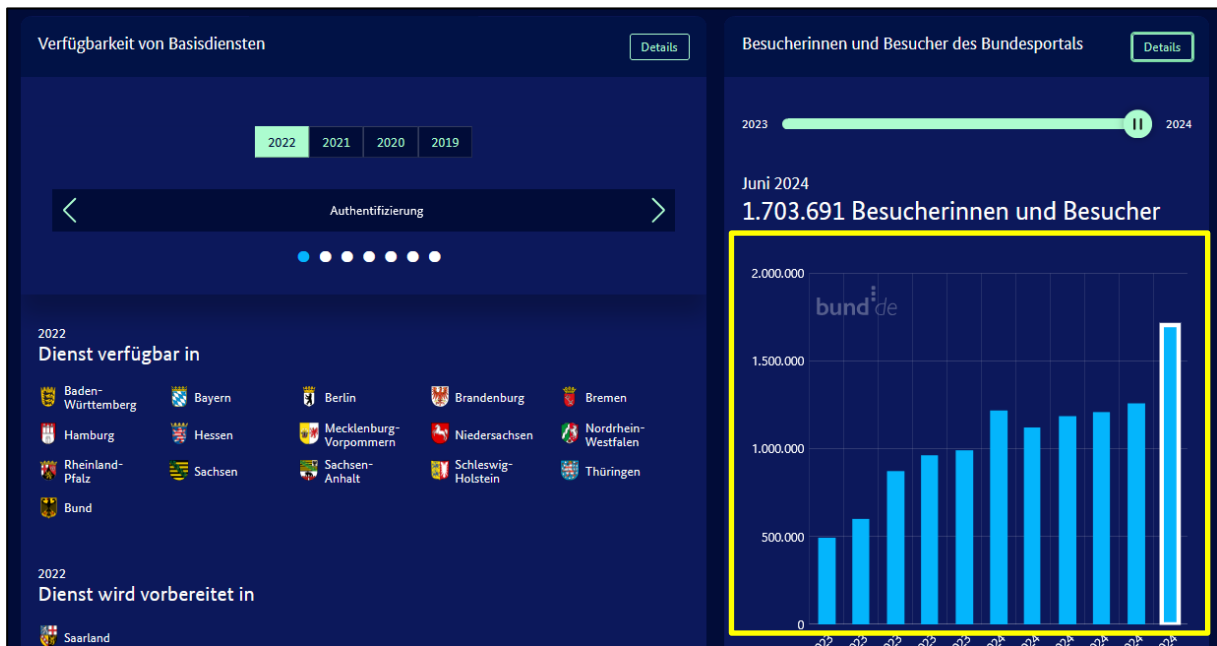 Verfügbarkeit von Basisdiensten
Details
2022 2021 2020 2019
Authentifizierung
2022
Dienst verfügbar in
Baden-
Württemberg
Bayern
Berlin
Brandenburg
Bremen
Hamburg
Hessen
Mecklenburg-
Vorpommern
Niedersachsen
Nordrhein-
Westfalen
Rheinland-
Pfalz
Sachsen
Sachsen-
Anhalt
Schleswig-
Holstein
Thüringen
Bund
2022
Dienst wird vorbereitet in
Saarland
Besucherinnen und Besucher des Bundesportals
Details
2023 2024
Juni 2024
1.703.691 Besucherinnen und Besucher
bund.de
2.000.000
1.500.000
1.000.000
500.000
0